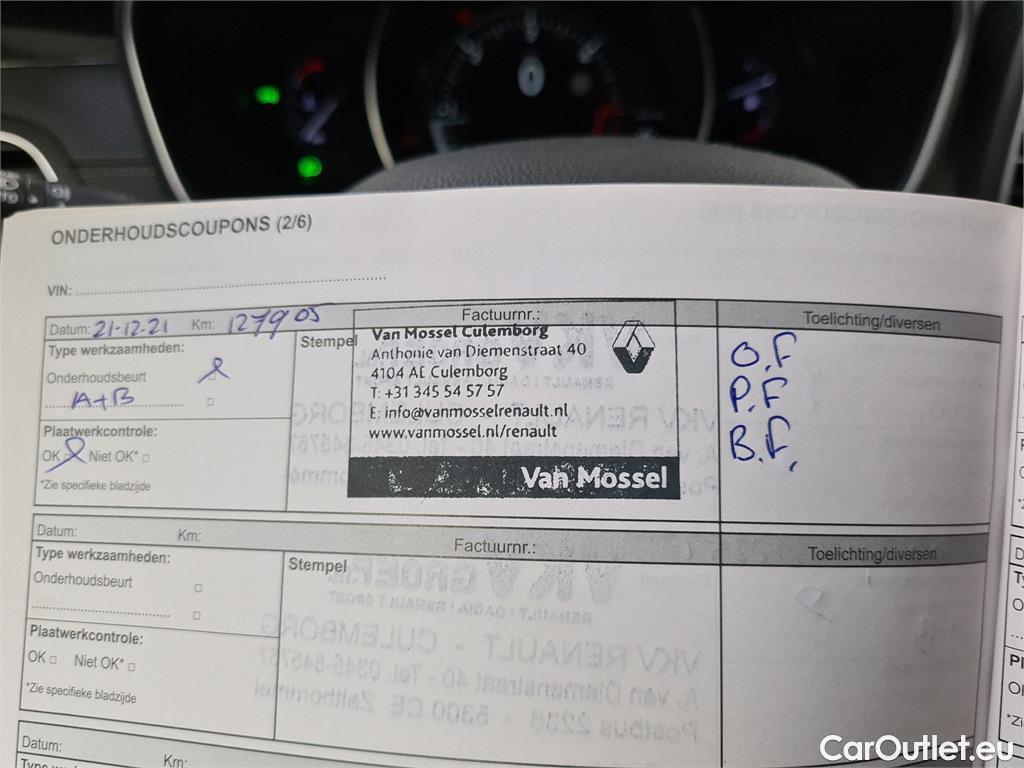 ONDERHOUDSCOUPONS (2/6)
VIN:
Datum: 21-12-21 Km: 127905 Factuurnr.: Toelichting/diversen
Type werkzaamheden:
Onderhoudsbeurt
A+B
Plaatwerkcontrole:
OK Niet OK*
*Zie specifieke bladzijde
Stempel
Van Mossel Culemborg
Anthonie van Diemenstraat 40
4104 AE Culemborg
T: +31 345 54 57 57
E: info@vanmosselrenault.nl
www.vanmossel.nl/renault
Van Mossel
O.F
P.F
B.F.
Datum: Km: Factuurnr.: Toelichting/diversen
Type werkzaamheden:
Onderhoudsbeurt
Plaatwerkcontrole:
OK Niet OK*
*Zie specifieke bladzijde
Stempel
Datum: Km:
CarOutlet.eu